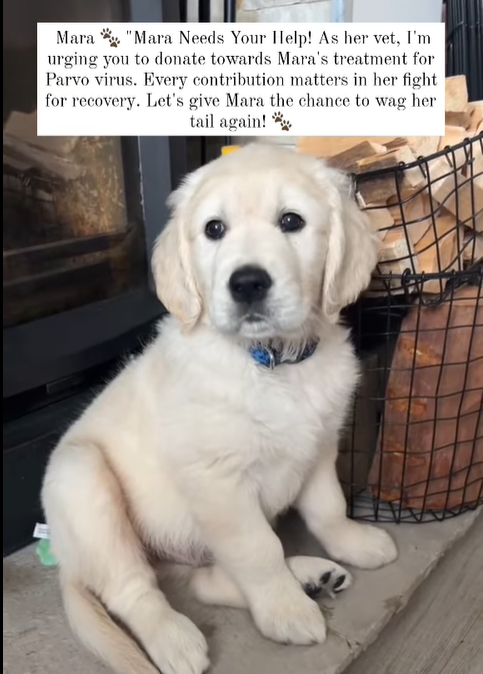 Mara 🐾 "Mara Needs Your Help! As her vet, I'm
urging you to donate towards Mara's treatment for
Parvo virus. Every contribution matters in her fight
for recovery. Let's give Mara the chance to wag her
tail again! 🐾